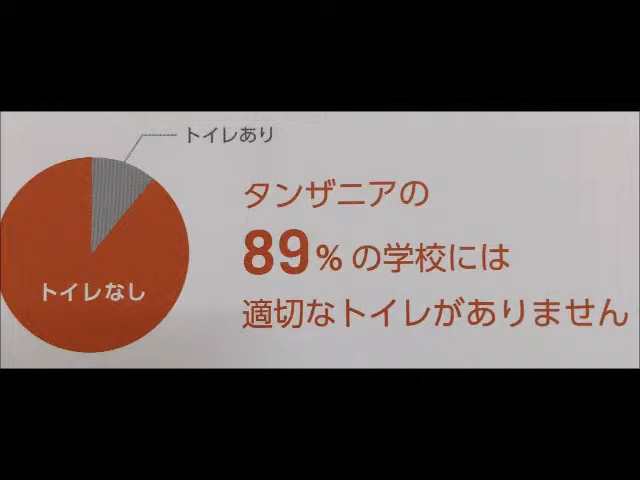 トイレあり
タンザニアの
89%の学校には
トイレなし
適切なトイレがありません